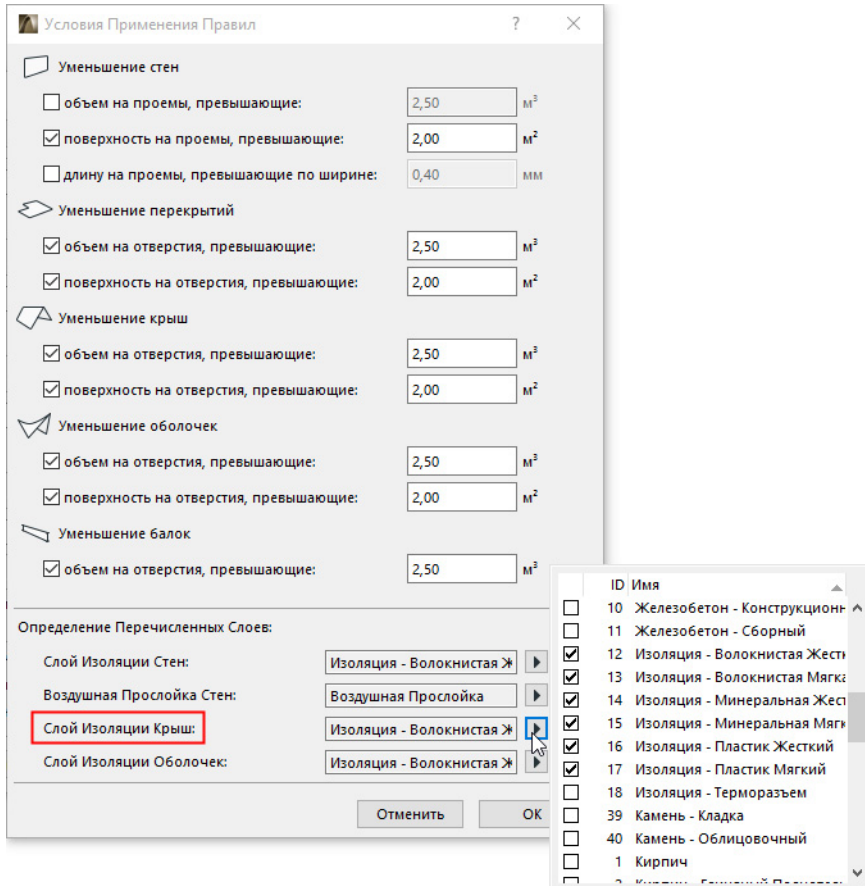 Условия Применения Правил ?
Уменьшение стен
объем на проемы, превышающие: 2,50 м³
поверхность на проемы, превышающие: 2,00 м²
длину на проемы, превышающие по ширине: 0,40 мм
Уменьшение перекрытий
объем на отверстия, превышающие: 2,50 м³
поверхность на отверстия, превышающие: 2,00 м²
Уменьшение крыш
объем на отверстия, превышающие: 2,50 м³
поверхность на отверстия, превышающие: 2,00 м²
Уменьшение оболочек
объем на отверстия, превышающие: 2,50 м³
поверхность на отверстия, превышающие: 2,00 м²
Уменьшение балок
объем на отверстия, превышающие: 2,50 м³
Определение Перечисленных Слоев:
Слой Изоляции Стен: Изоляция - Волокнистая Ж
Воздушная Прослойка Стен: Воздушная Прослойка
Слой Изоляции Крыш: Изоляция - Волокнистая Ж
Слой Изоляции Оболочек: Изоляция - Волокнистая Ж
Отменить OK
ID Имя
10 Железобетон - Конструкционн
11 Железобетон - Сборный
12 Изоляция - Волокнистая Жестк
13 Изоляция - Волокнистая Мягка
14 Изоляция - Минеральная Жест
15 Изоляция - Минеральная Мягк
16 Изоляция - Пластик Жесткий
17 Изоляция - Пластик Мягкий
18 Изоляция - Терморазъем
39 Камень - Кладка
40 Камень - Облицовочный
1 Кирпич